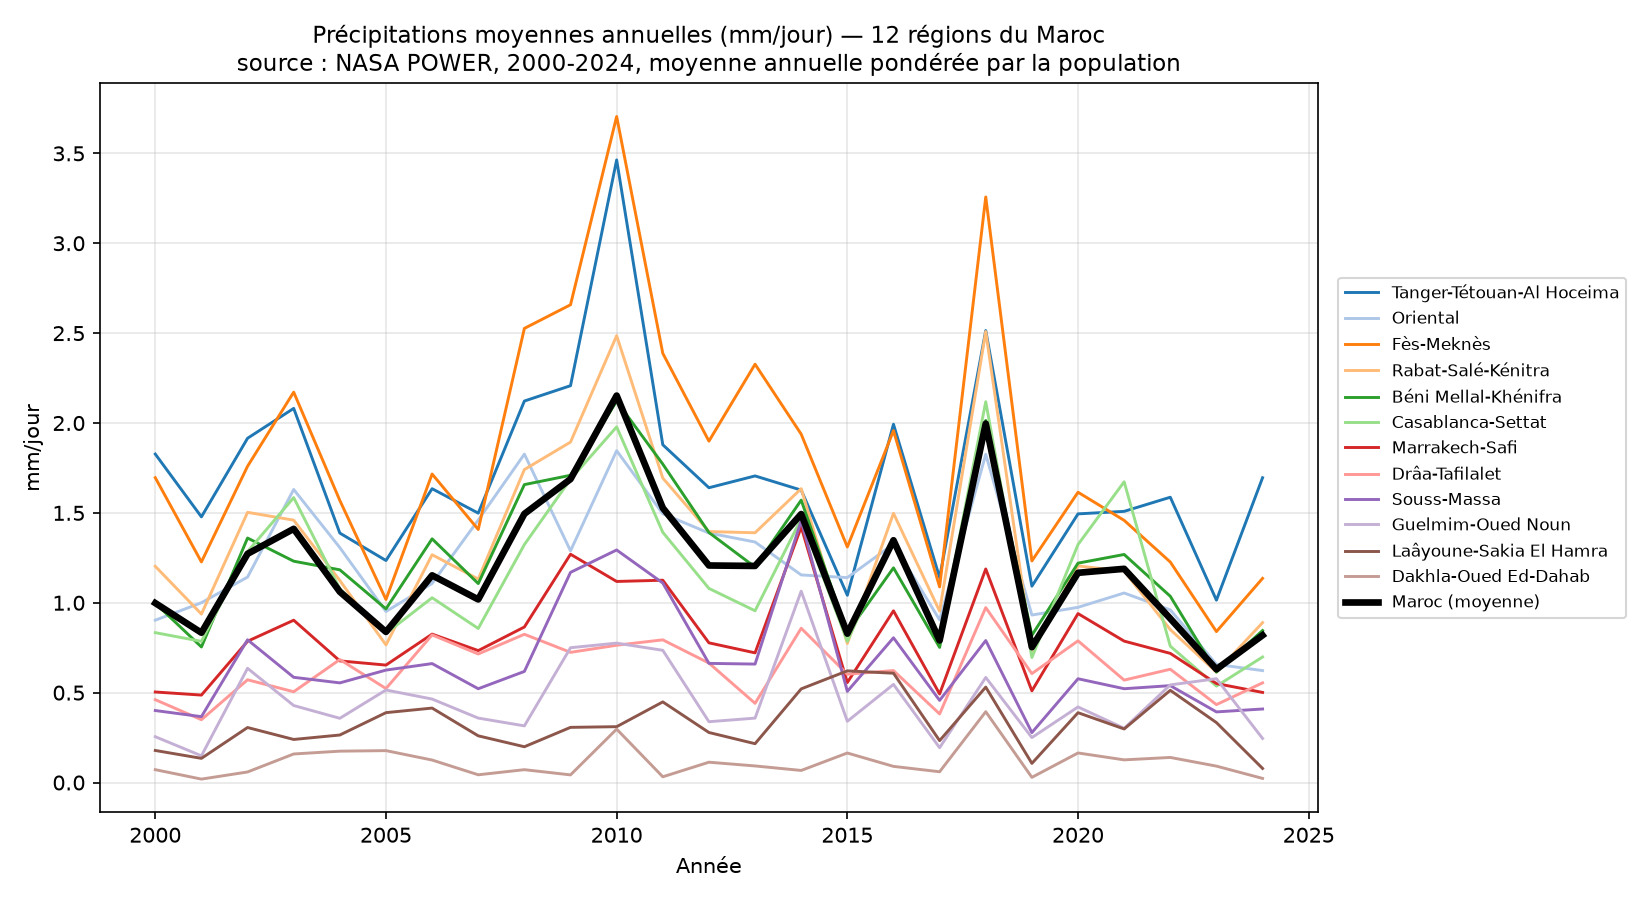 Précipitations moyennes annuelles (mm/jour) — 12 régions du Maroc
source : NASA POWER, 2000-2024, moyenne annuelle pondérée par la population
mm/jour
3.5
3.0
2.5
2.0
1.5
1.0
0.5
0.0
2000 2005 2010 2015 2020 2025
Année
Tanger-Tétouan-Al Hoceima
Oriental
Fès-Meknès
Rabat-Salé-Kénitra
Béni Mellal-Khénifra
Casablanca-Settat
Marrakech-Safi
Drâa-Tafilalet
Souss-Massa
Guelmim-Oued Noun
Laâyoune-Sakia El Hamra
Dakhla-Oued Ed-Dahab
Maroc (moyenne)